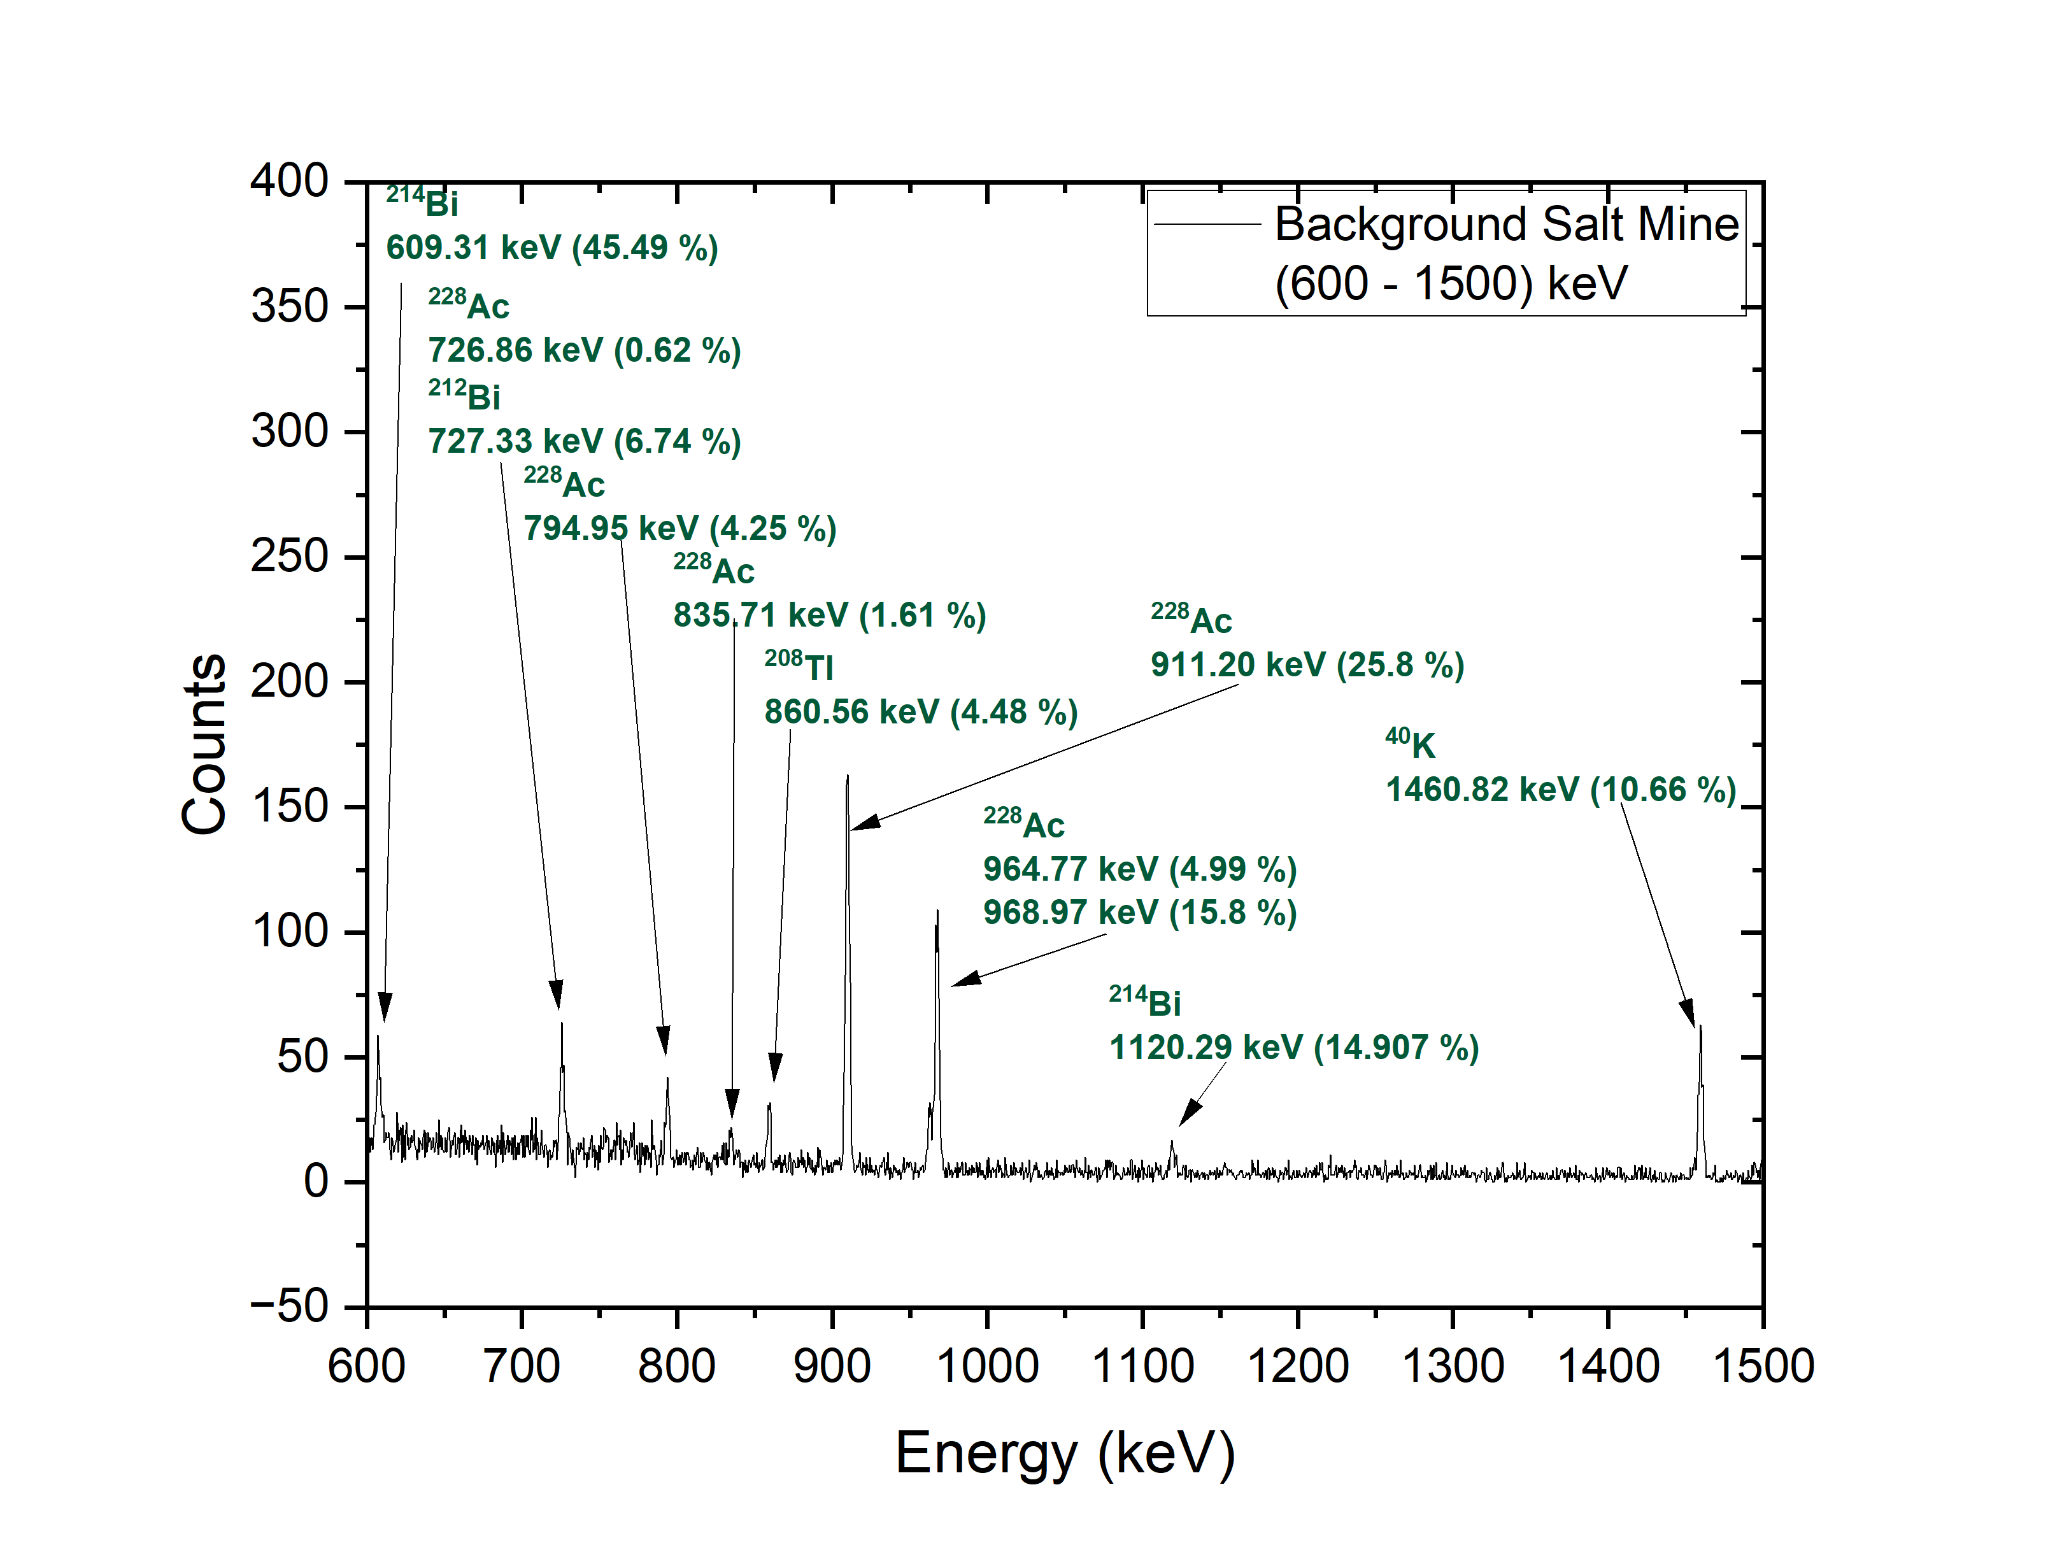 400
350
300
250
200
150
100
50
0
−50
Counts
²¹⁴Bi
609.31 keV (45.49 %)
²²⁸Ac
726.86 keV (0.62 %)
²¹²Bi
727.33 keV (6.74 %)
²²⁸Ac
794.95 keV (4.25 %)
²²⁸Ac
835.71 keV (1.61 %)
²⁰⁸Tl
860.56 keV (4.48 %)
²²⁸Ac
911.20 keV (25.8 %)
²²⁸Ac
964.77 keV (4.99 %)
968.97 keV (15.8 %)
²¹⁴Bi
1120.29 keV (14.907 %)
⁴⁰K
1460.82 keV (10.66 %)
Background Salt Mine
(600 - 1500) keV
600 700 800 900 1000 1100 1200 1300 1400 1500
Energy (keV)